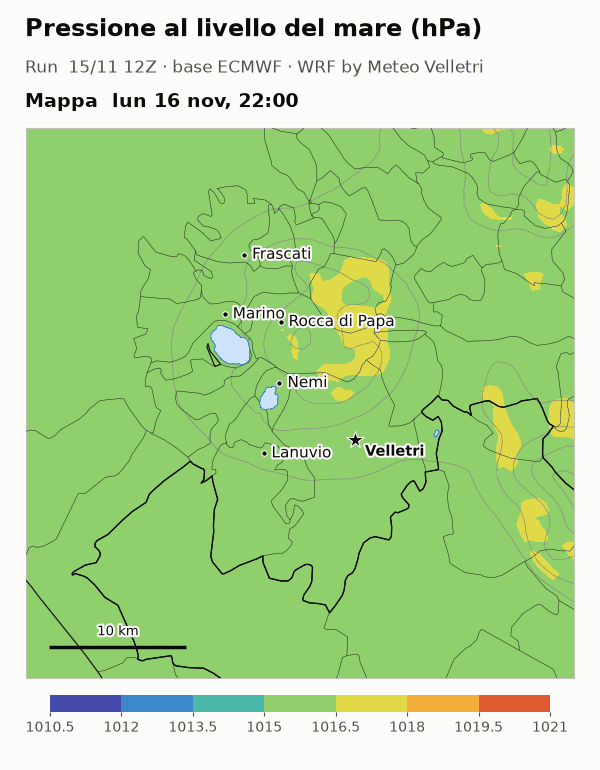 Pressione al livello del mare (hPa)
Run  15/11 12Z · base ECMWF · WRF by Meteo Velletri
Mappa  lun 16 nov, 22:00
Frascati
Marino
Rocca di Papa
Nemi
Velletri
Lanuvio
10 km
1010.5 1012 1013.5 1015 1016.5 1018 1019.5 1021